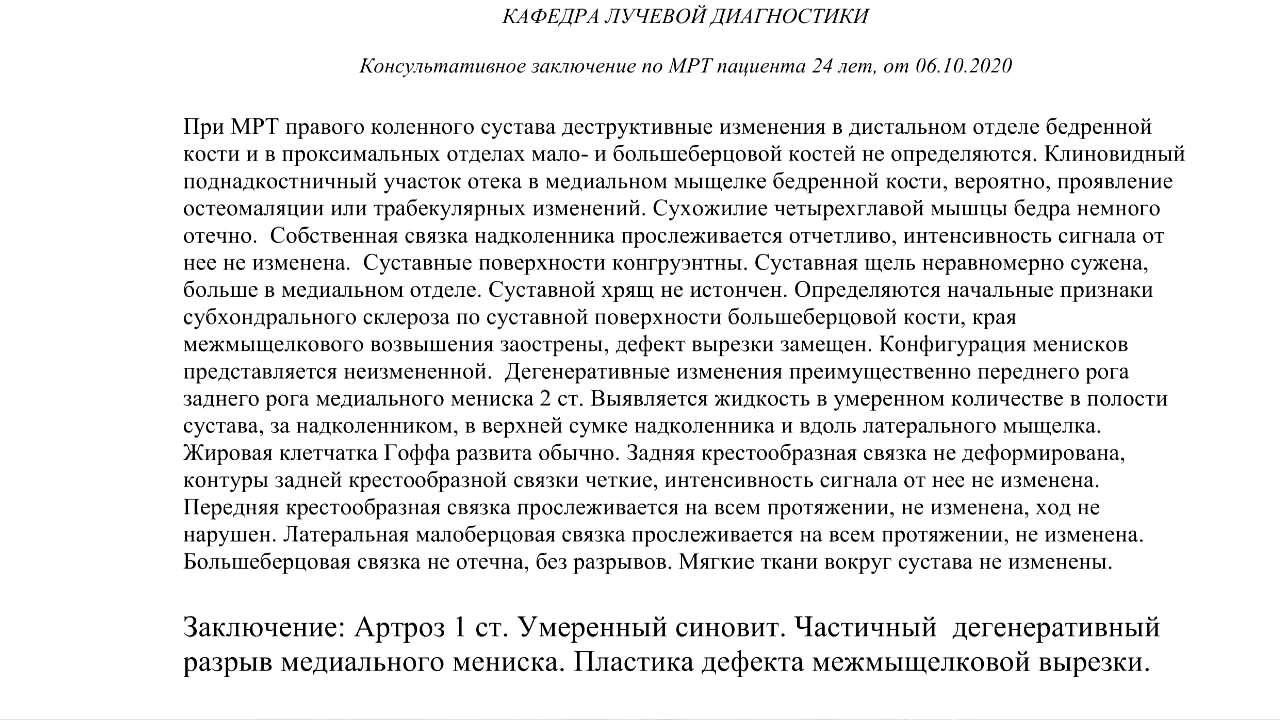 КАФЕДРА ЛУЧЕВОЙ ДИАГНОСТИКИ
Консультативное заключение по МРТ пациента 24 лет, от 06.10.2020
При МРТ правого коленного сустава деструктивные изменения в дистальном отделе бедренной
кости и в проксимальных отделах мало- и большеберцовой костей не определяются. Клиновидный
поднадкостничный участок отека в медиальном мыщелке бедренной кости, вероятно, проявление
остеомаляции или трабекулярных изменений. Сухожилие четырехглавой мышцы бедра немного
отечно.  Собственная связка надколенника прослеживается отчетливо, интенсивность сигнала от
нее не изменена.  Суставные поверхности конгруэнтны. Суставная щель неравномерно сужена,
больше в медиальном отделе. Суставной хрящ не истончен. Определяются начальные признаки
субхондрального склероза по суставной поверхности большеберцовой кости, края
межмыщелкового возвышения заострены, дефект вырезки замещен. Конфигурация менисков
представляется неизмененной.  Дегенеративные изменения преимущественно переднего рога
заднего рога медиального мениска 2 ст. Выявляется жидкость в умеренном количестве в полости
сустава, за надколенником, в верхней сумке надколенника и вдоль латерального мыщелка.
Жировая клетчатка Гоффа развита обычно. Задняя крестообразная связка не деформирована,
контуры задней крестообразной связки четкие, интенсивность сигнала от нее не изменена.
Передняя крестообразная связка прослеживается на всем протяжении, не изменена, ход не
нарушен. Латеральная малоберцовая связка прослеживается на всем протяжении, не изменена.
Большеберцовая связка не отечна, без разрывов. Мягкие ткани вокруг сустава не изменены.
Заключение: Артроз 1 ст. Умеренный синовит. Частичный  дегенеративный
разрыв медиального мениска. Пластика дефекта межмыщелковой вырезки.